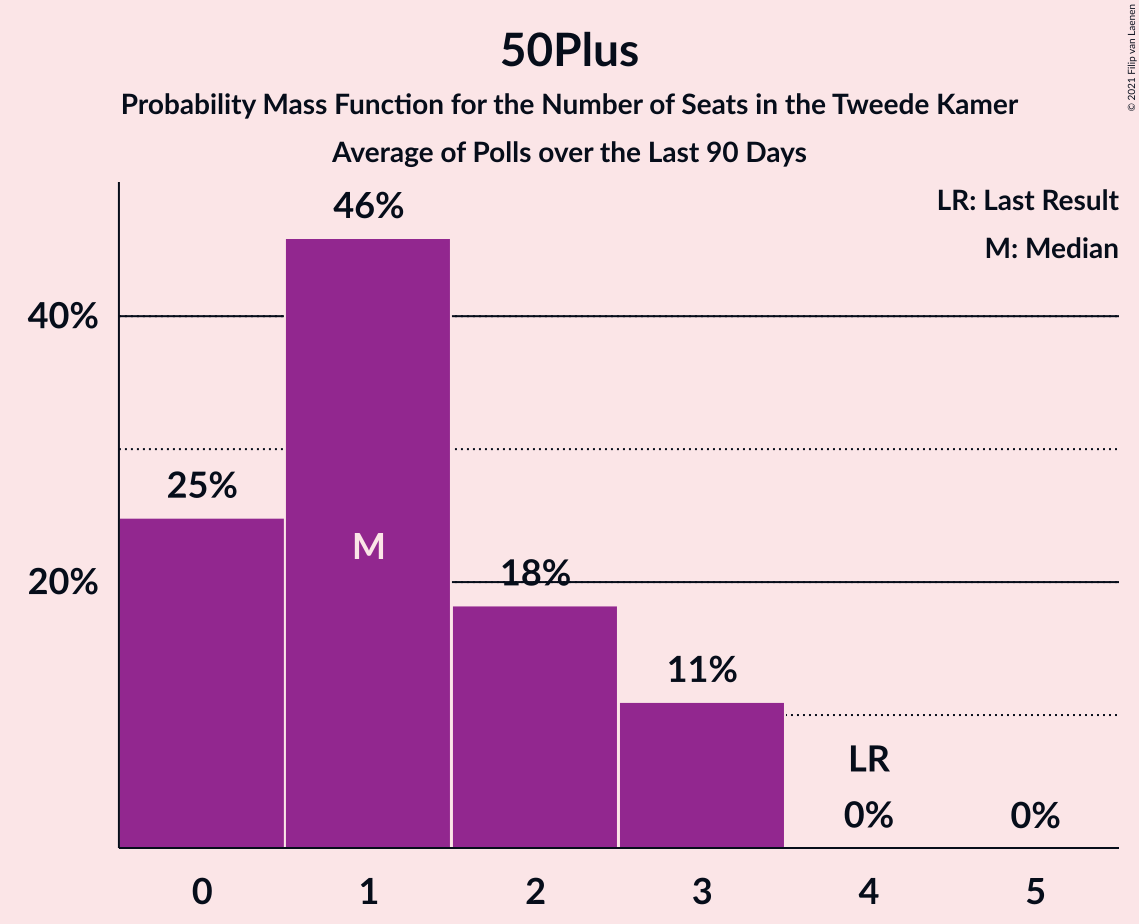 50Plus
Probability Mass Function for the Number of Seats in the Tweede Kamer
Average of Polls over the Last 90 Days
© 2021 Filip van Laenen
LR: Last Result
M: Median
46%
40%
25%
M
20%
18%
11%
LR
0%
0%
0
1
2
3
4
5